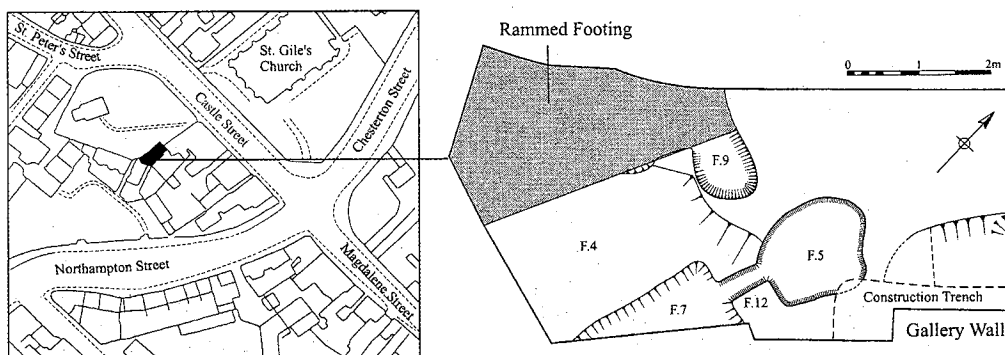 St. Peter's Street
St. Gile's
Church
Castle Street
Chesterton Street
Northampton Street
Magdalene Street
Rammed Footing
0 1 2m
F.9
F.4
F.5
F.7
F.12
Construction Trench
Gallery Wall